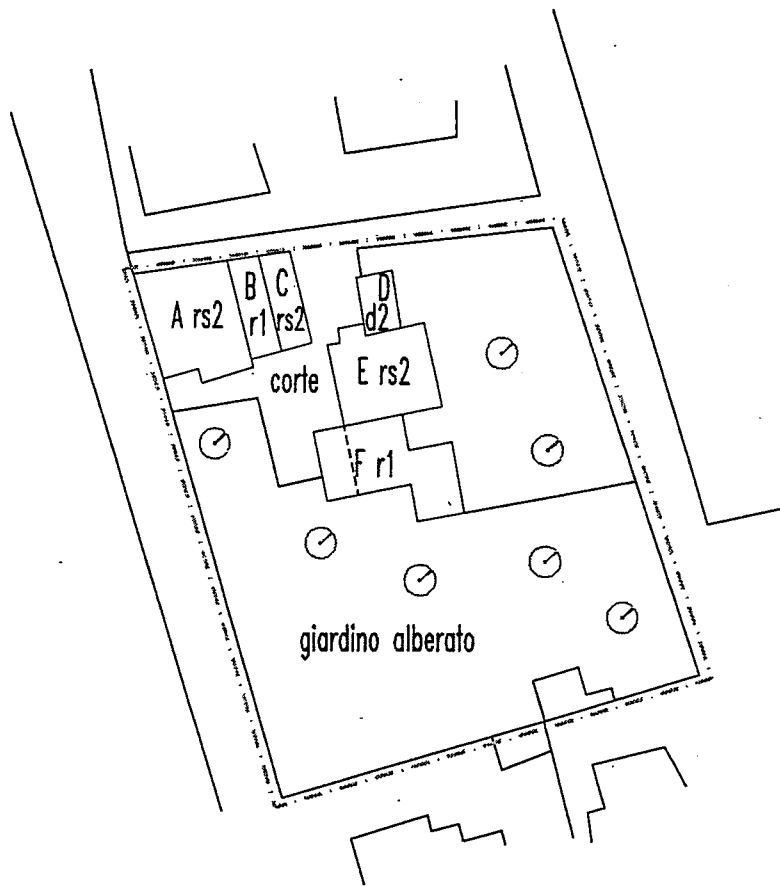 A rs2
B
r1
C
rs2
D
d2
corte
E rs2
F r1
giardino alberato